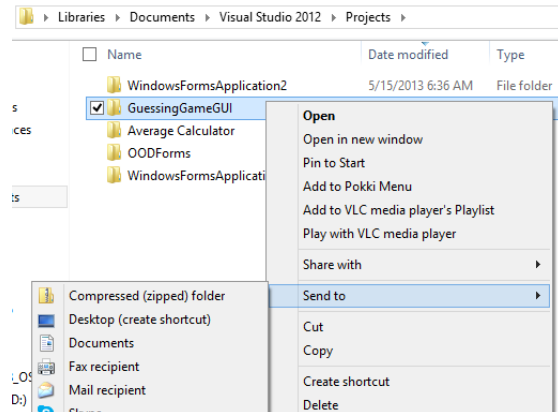 Libraries ▸ Documents ▸ Visual Studio 2012 ▸ Projects ▸
Name Date modified Type
WindowsFormsApplication2 5/15/2013 6:36 AM File folder
GuessingGameGUI
Average Calculator
OODForms
WindowsFormsApplicati
s
ces
ts
Open
Open in new window
Pin to Start
Add to Pokki Menu
Add to VLC media player's Playlist
Play with VLC media player
Share with
Send to
Cut
Copy
Create shortcut
Delete
Compressed (zipped) folder
Desktop (create shortcut)
Documents
Fax recipient
Mail recipient
Skype
_OS
D:)